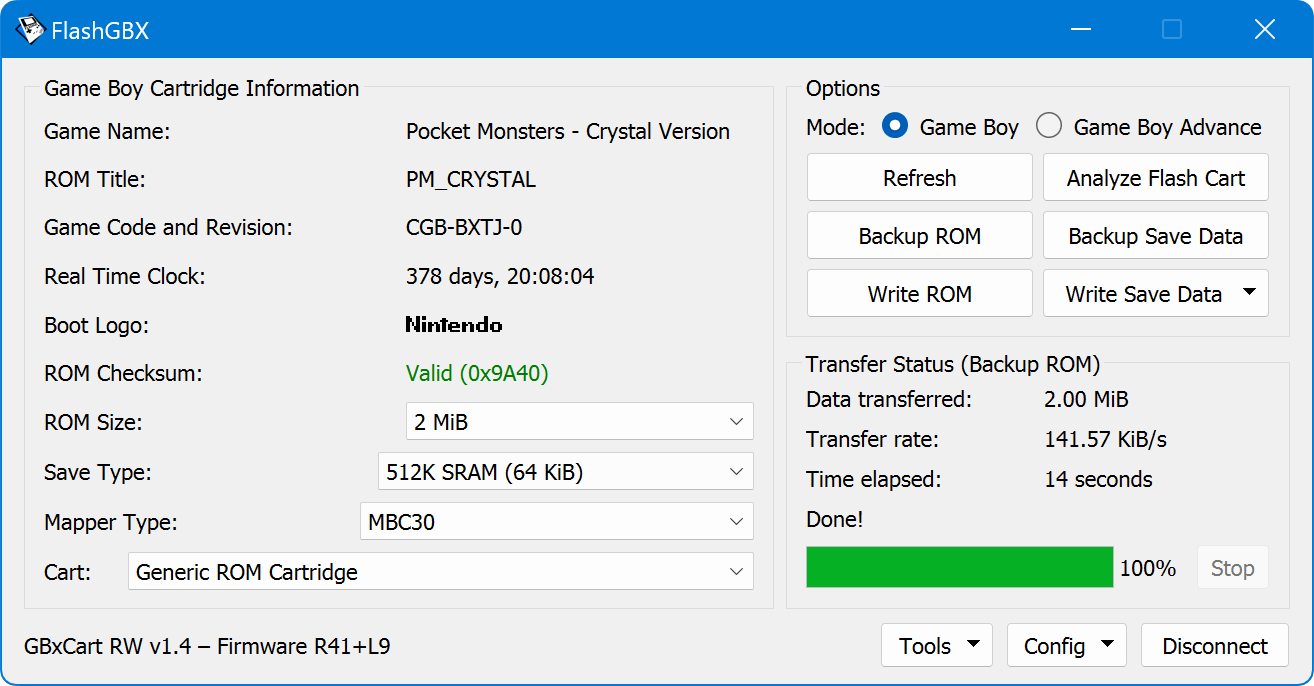 FlashGBX
Game Boy Cartridge Information
Game Name: Pocket Monsters - Crystal Version
ROM Title: PM_CRYSTAL
Game Code and Revision: CGB-BXTJ-0
Real Time Clock: 378 days, 20:08:04
Boot Logo: Nintendo
ROM Checksum: Valid (0x9A40)
ROM Size: 2 MiB
Save Type: 512K SRAM (64 KiB)
Mapper Type: MBC30
Cart: Generic ROM Cartridge
Options
Mode: Game Boy Game Boy Advance
Refresh Analyze Flash Cart
Backup ROM Backup Save Data
Write ROM Write Save Data
Transfer Status (Backup ROM)
Data transferred: 2.00 MiB
Transfer rate: 141.57 KiB/s
Time elapsed: 14 seconds
Done!
100% Stop
GBxCart RW v1.4 – Firmware R41+L9
Tools Config Disconnect